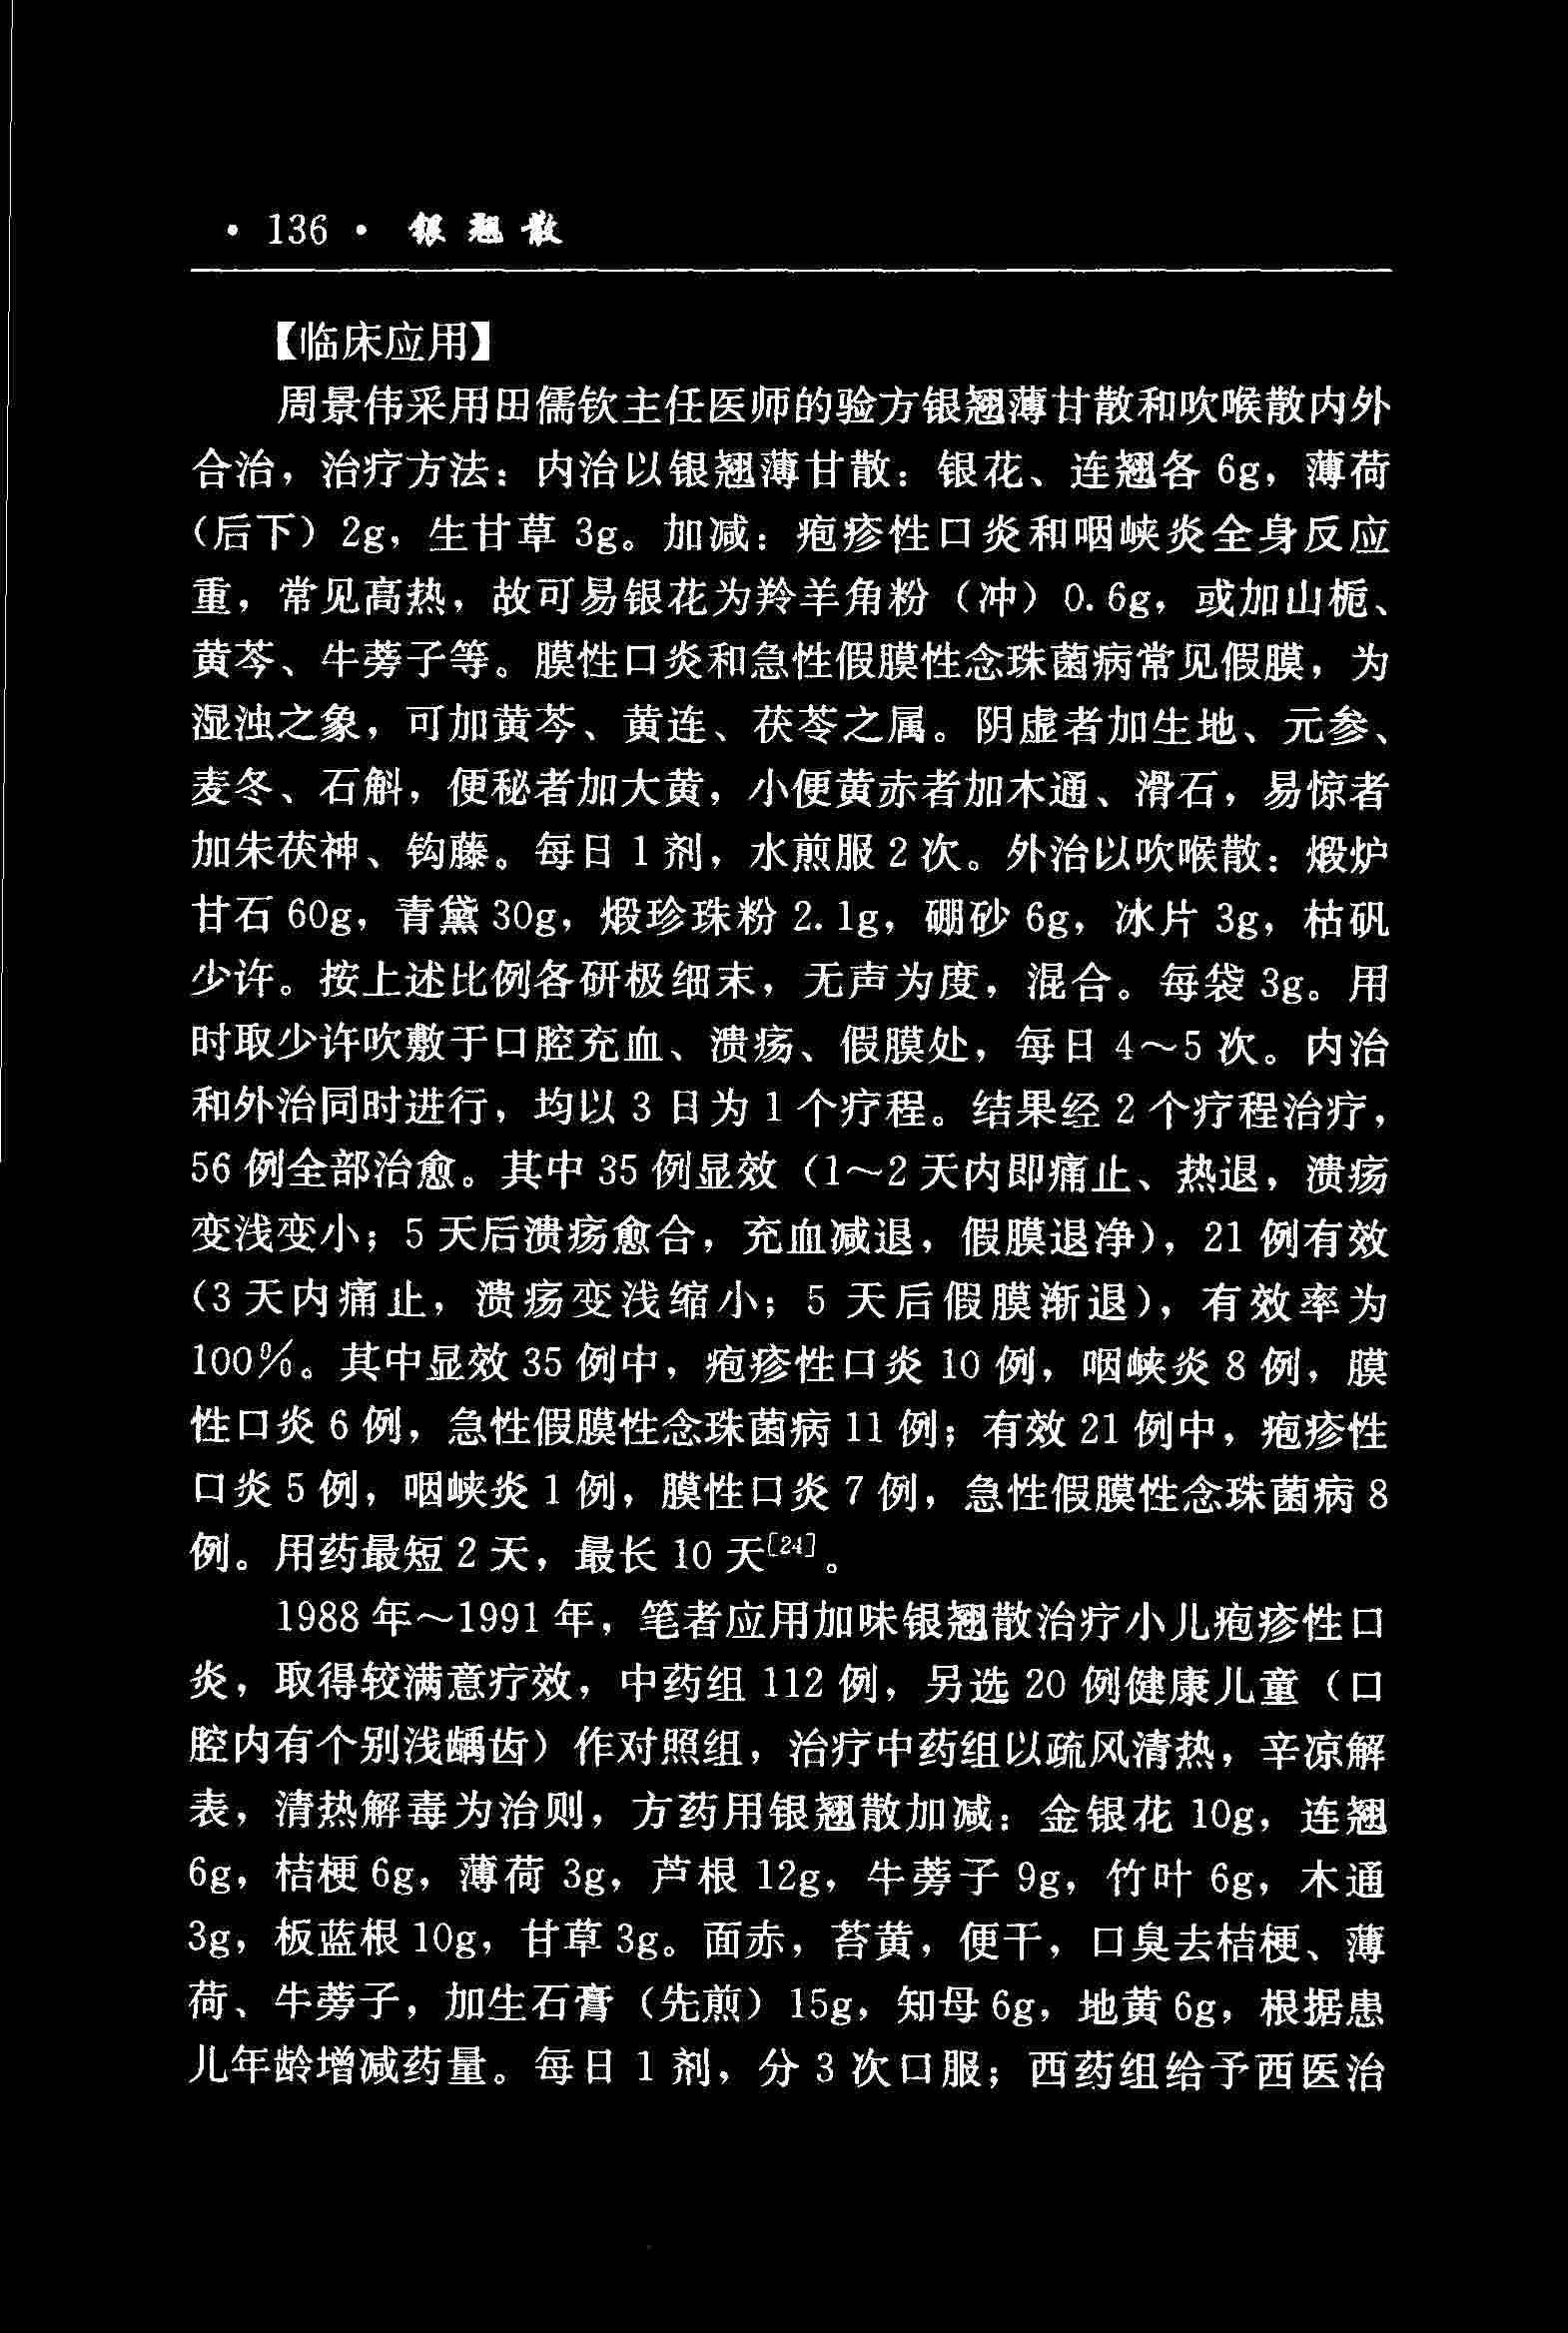 · 136 · 银翘散
【临床应用】
周景伟采用田儒钦主任医师的验方银翘薄甘散和吹喉散内外
合治，治疗方法：内治以银翘薄甘散：银花、连翘各 6g，薄荷
（后下）2g，生甘草 3g。加减：疱疹性口炎和咽峡炎全身反应
重，常见高热，故可易银花为羚羊角粉（冲）0.6g，或加山栀、
黄芩、牛蒡子等。膜性口炎和急性假膜性念珠菌病常见假膜，为
湿浊之象，可加黄芩、黄连、茯苓之属。阴虚者加生地、元参、
麦冬、石斛，便秘者加大黄，小便黄赤者加木通、滑石，易惊者
加朱茯神、钩藤。每日 1 剂，水煎服 2 次。外治以吹喉散：煅炉
甘石 60g，青黛 30g，煅珍珠粉 2.1g，硼砂 6g，冰片 3g，枯矾
少许。按上述比例各研极细末，无声为度，混合。每袋 3g。用
时取少许吹敷于口腔充血、溃疡、假膜处，每日 4～5 次。内治
和外治同时进行，均以 3 日为 1 个疗程。结果经 2 个疗程治疗，
56 例全部治愈。其中 35 例显效（1～2 天内即痛止、热退，溃疡
变浅变小；5 天后溃疡愈合，充血减退，假膜退净），21 例有效
（3 天内痛止，溃疡变浅缩小；5 天后假膜渐退），有效率为
100%。其中显效 35 例中，疱疹性口炎 10 例，咽峡炎 8 例，膜
性口炎 6 例，急性假膜性念珠菌病 11 例；有效 21 例中，疱疹性
口炎 5 例，咽峡炎 1 例，膜性口炎 7 例，急性假膜性念珠菌病 8
例。用药最短 2 天，最长 10 天[24]。
1988 年～1991 年，笔者应用加味银翘散治疗小儿疱疹性口
炎，取得较满意疗效，中药组 112 例，另选 20 例健康儿童（口
腔内有个别浅龋齿）作对照组，治疗中药组以疏风清热，辛凉解
表，清热解毒为治则，方药用银翘散加减：金银花 10g，连翘
6g，桔梗 6g，薄荷 3g，芦根 12g，牛蒡子 9g，竹叶 6g，木通
3g，板蓝根 10g，甘草 3g。面赤，苔黄，便干，口臭去桔梗、薄
荷、牛蒡子，加生石膏（先煎）15g，知母 6g，地黄 6g，根据患
儿年龄增减药量。每日 1 剂，分 3 次口服；西药组给予西医治